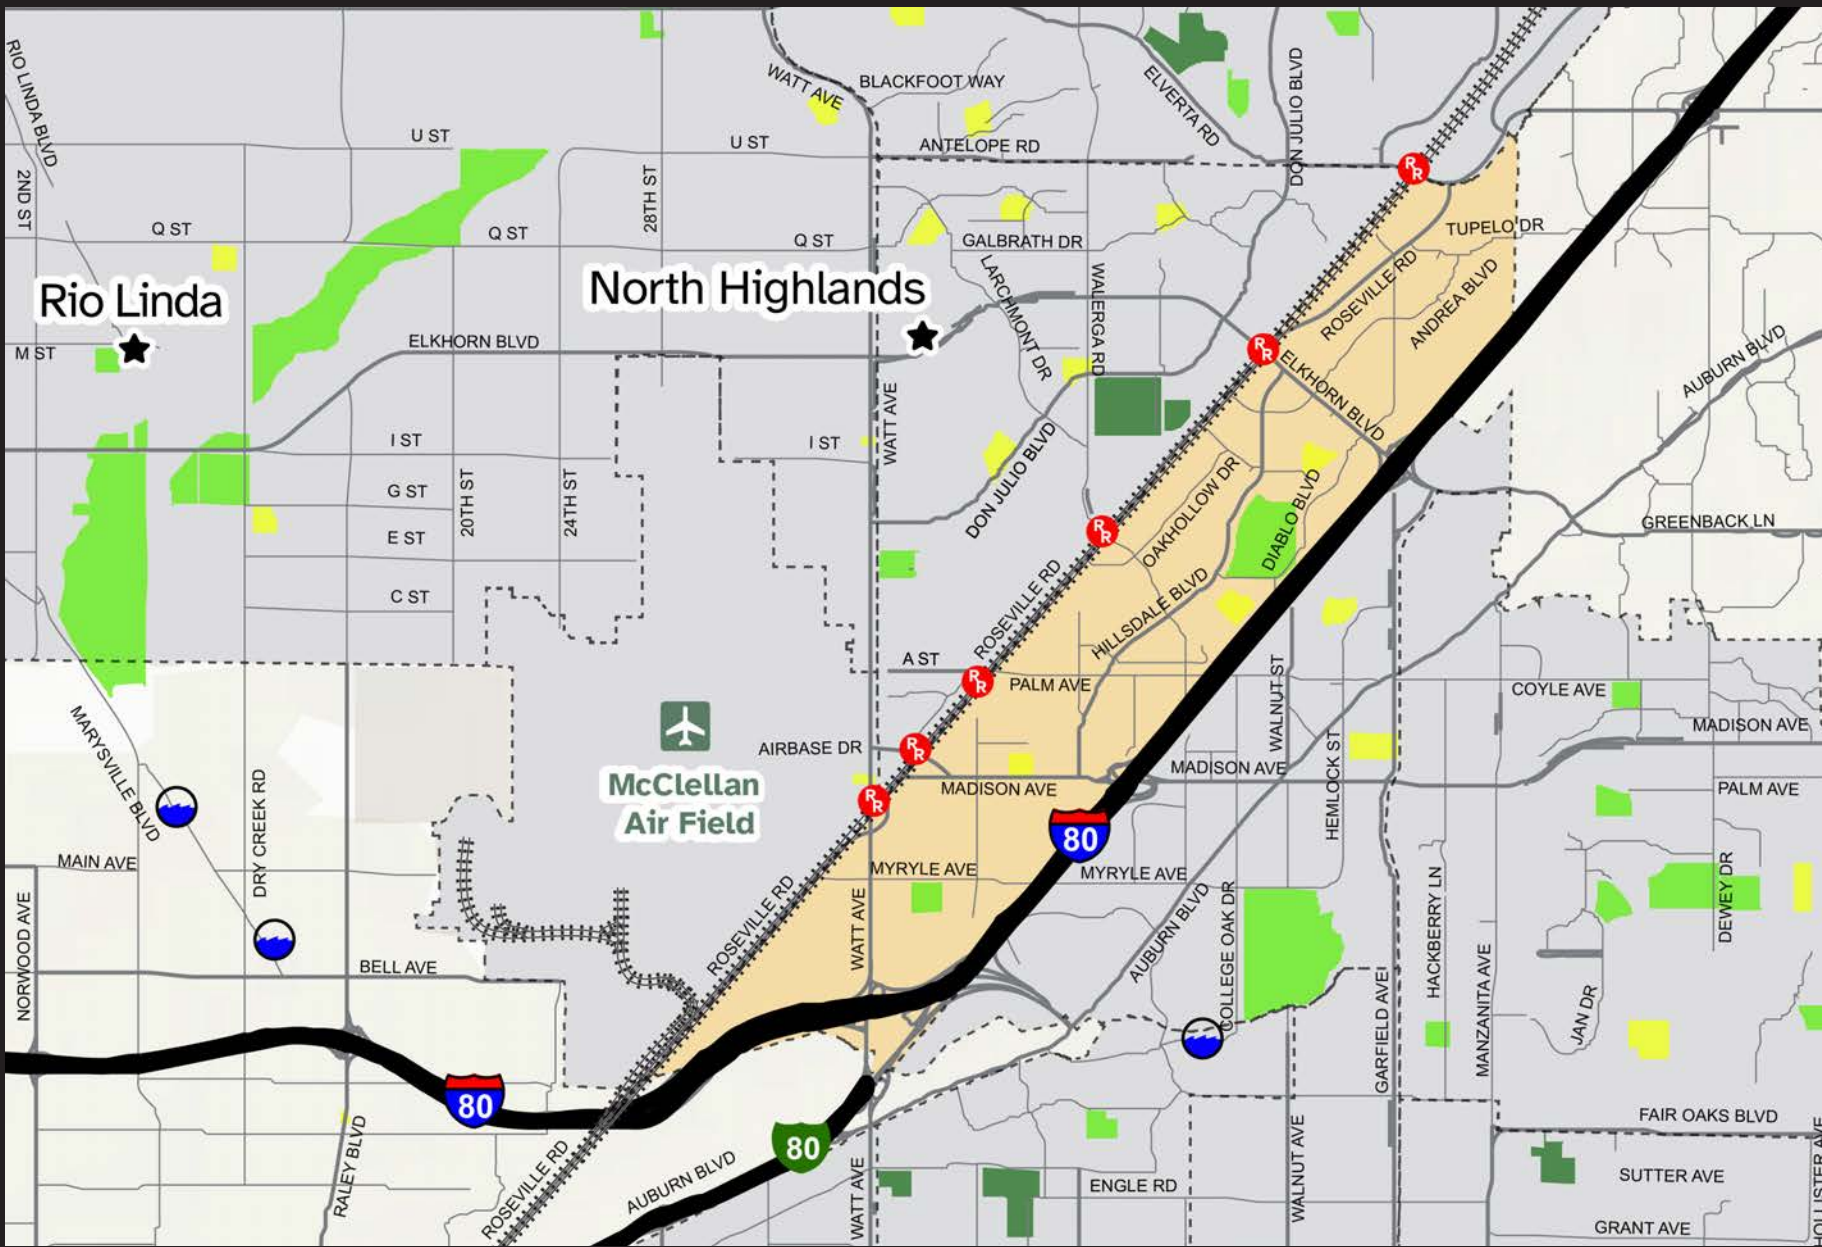 RIO LINDA BLVD
WATT AVE
BLACKFOOT WAY
ELVERTA RD
DON JULIO BLVD
U ST
U ST
ANTELOPE RD
2ND ST
28TH ST
R R
Q ST
Q ST
Q ST
GALBRATH DR
TUPELO DR
Rio Linda
North Highlands
LARCHMONT DR
WALERGA RD
ROSEVILLE RD
ANDREA BLVD
M ST
ELKHORN BLVD
R R
ELKHORN BLVD
AUBURN BLVD
WATT AVE
I ST
I ST
DON JULIO BLVD
G ST
20TH ST
24TH ST
OAKHOLLOW DR
DIABLO BLVD
GREENBACK LN
R R
E ST
C ST
ROSEVILLE RD
HILLSDALE BLVD
A ST
R R
PALM AVE
WALNUT ST
COYLE AVE
MADISON AVE
MARYSVILLE BLVD
AIRBASE DR
R R
MADISON AVE
MADISON AVE
HEMLOCK ST
PALM AVE
McClellan
Air Field
R R
DRY CREEK RD
80
MAIN AVE
MYRYLE AVE
MYRYLE AVE
DEWEY DR
NORWOOD AVE
ROSEVILLE RD
WATT AVE
AUBURN BLVD
COLLEGE OAK DR
HACKBERRY LN
MANZANITA AVE
BELL AVE
GARFIELD AVE
JAN DR
80
80
FAIR OAKS BLVD
RALEY BLVD
ROSEVILLE RD
AUBURN BLVD
WATT AVE
ENGLE RD
WALNUT AVE
SUTTER AVE
GRANT AVE
HOLLISTER AVE